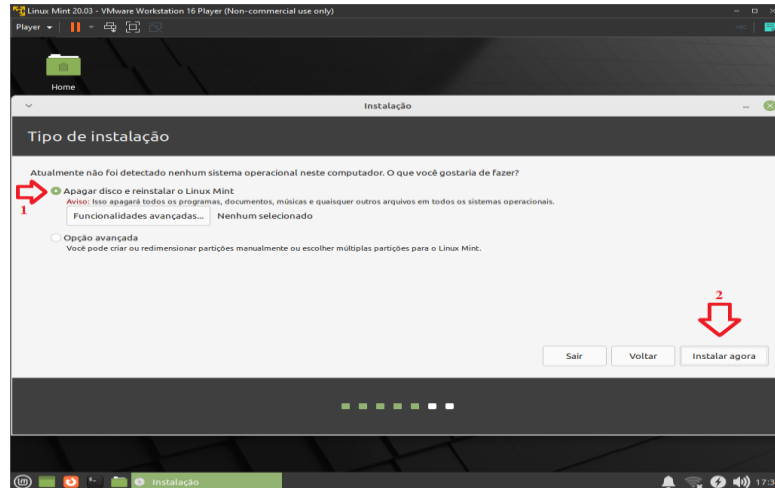 Linux Mint 20.03 - VMware Workstation 16 Player (Non-commercial use only)
Player
Home
Instalação
Tipo de instalação
Atualmente não foi detectado nenhum sistema operacional neste computador. O que você gostaria de fazer?
Apagar disco e reinstalar o Linux Mint
Aviso: Isso apagará todos os programas, documentos, músicas e quaisquer outros arquivos em todos os sistemas operacionais.
1
Funcionalidades avançadas... Nenhum selecionado
Opção avançada
Você pode criar ou redimensionar partições manualmente ou escolher múltiplas partições para o Linux Mint.
2
Sair Voltar Instalar agora
Instalação
17:3